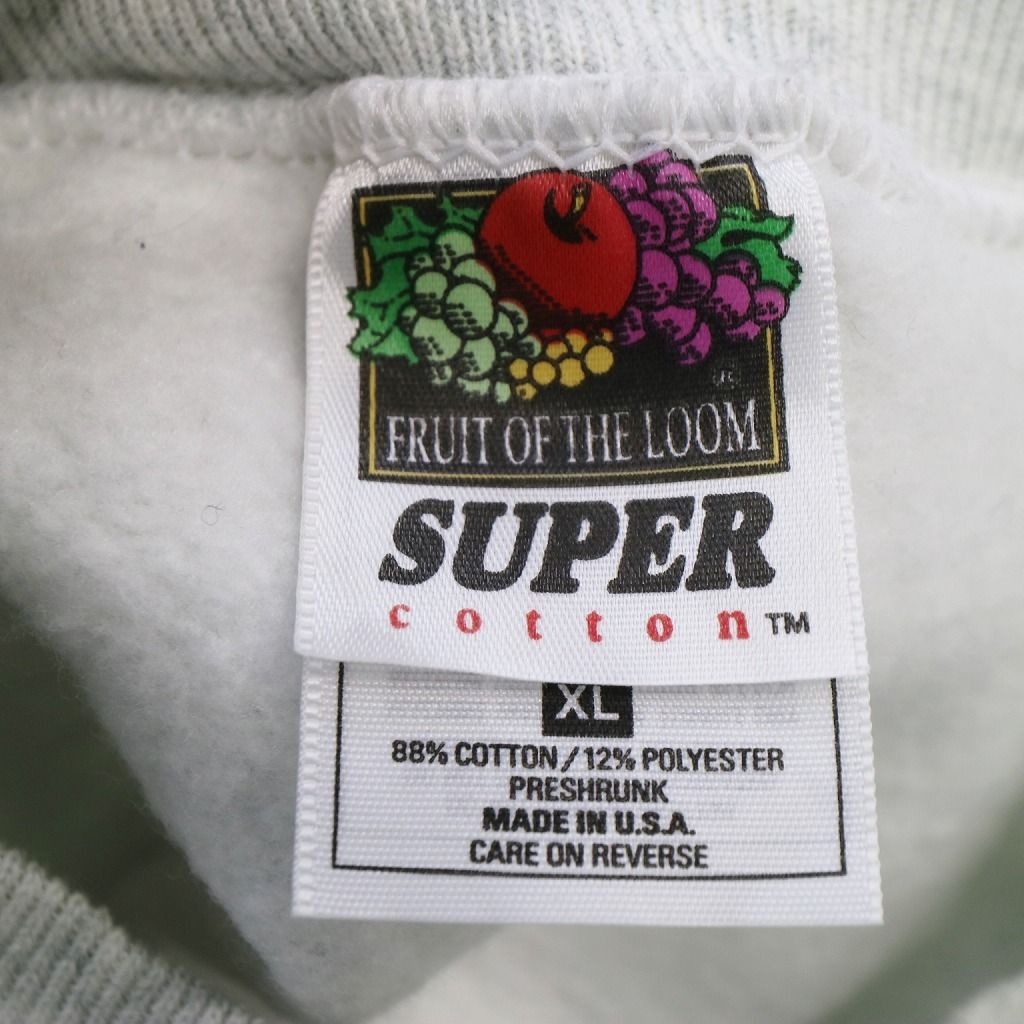 FRUIT OF THE LOOM
SUPER
cotton™
XL
88% COTTON / 12% POLYESTER
PRESHRUNK
MADE IN U.S.A.
CARE ON REVERSE